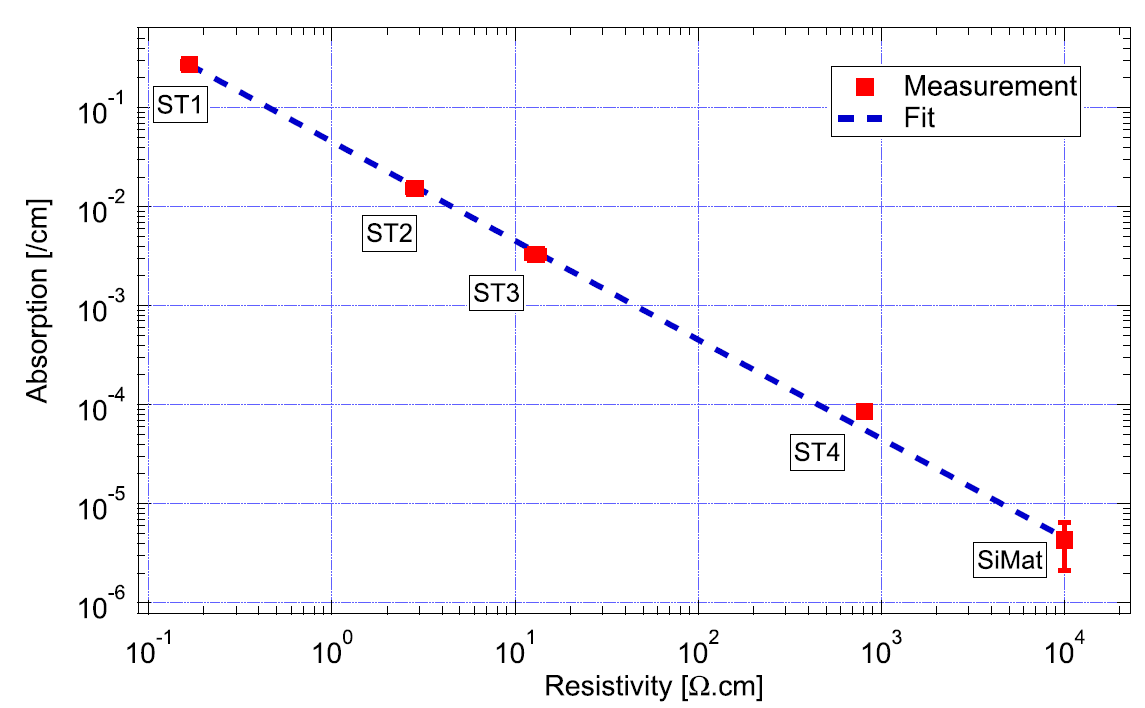 Measurement
Fit
10^-1
10^-2
10^-3
10^-4
10^-5
10^-6
Absorption [/cm]
ST1
ST2
ST3
ST4
SiMat
10^-1 10^0 10^1 10^2 10^3 10^4
Resistivity [Ω.cm]